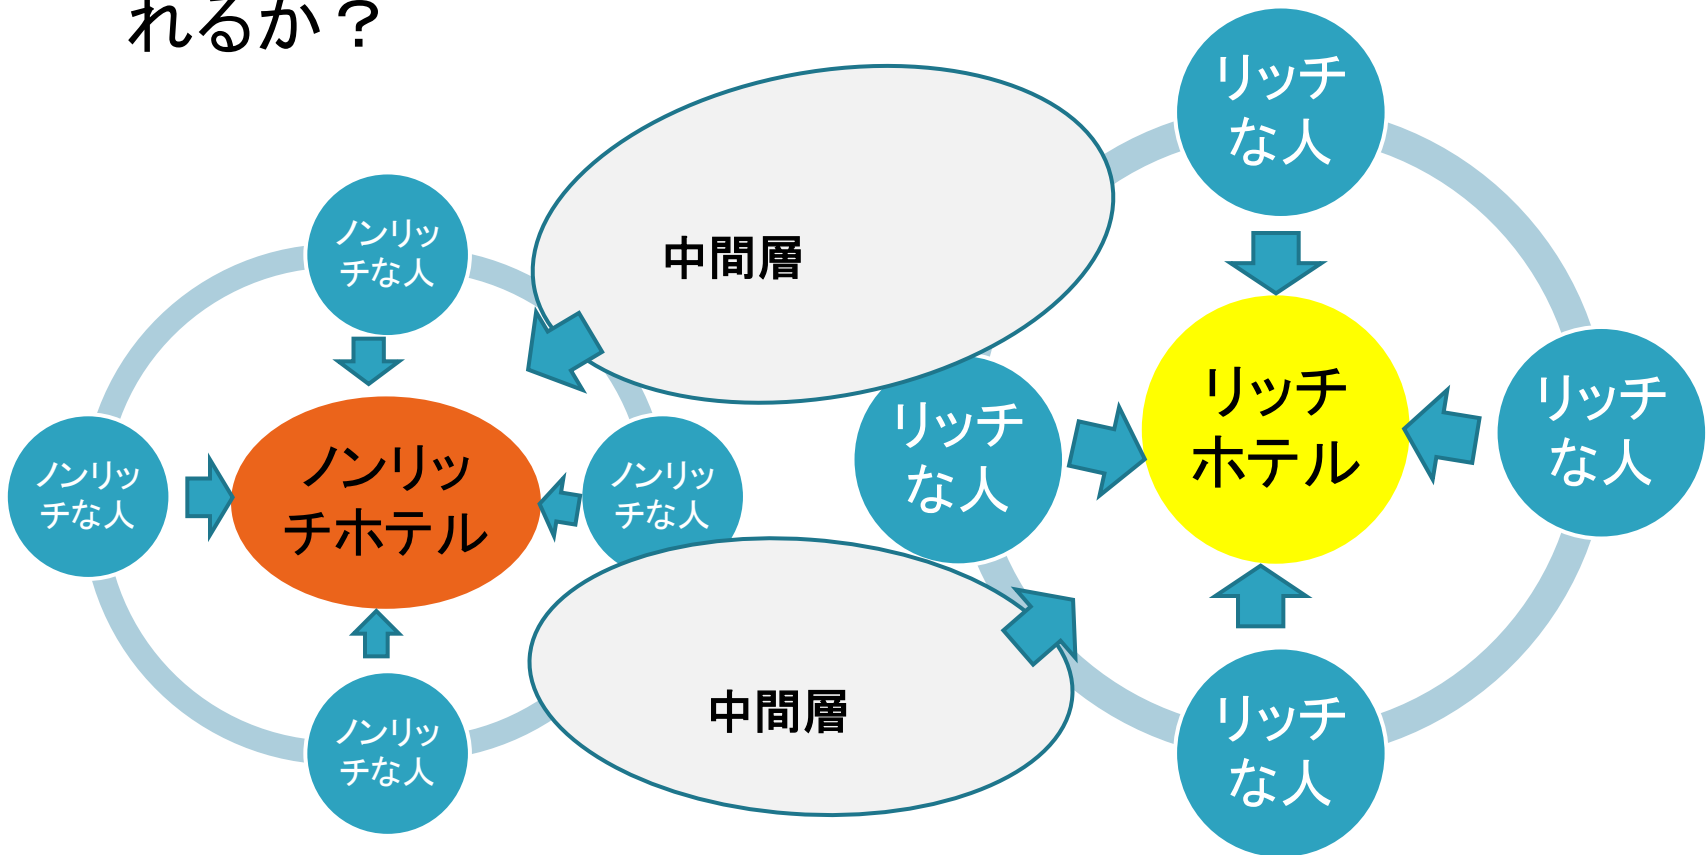 れるか？
ノンリッ
チな人
ノンリッ
チな人
ノンリッ
チホテル
ノンリッ
チな人
ノンリッ
チな人
中間層
中間層
リッチ
な人
リッチ
な人
リッチ
ホテル
リッチ
な人
リッチ
な人